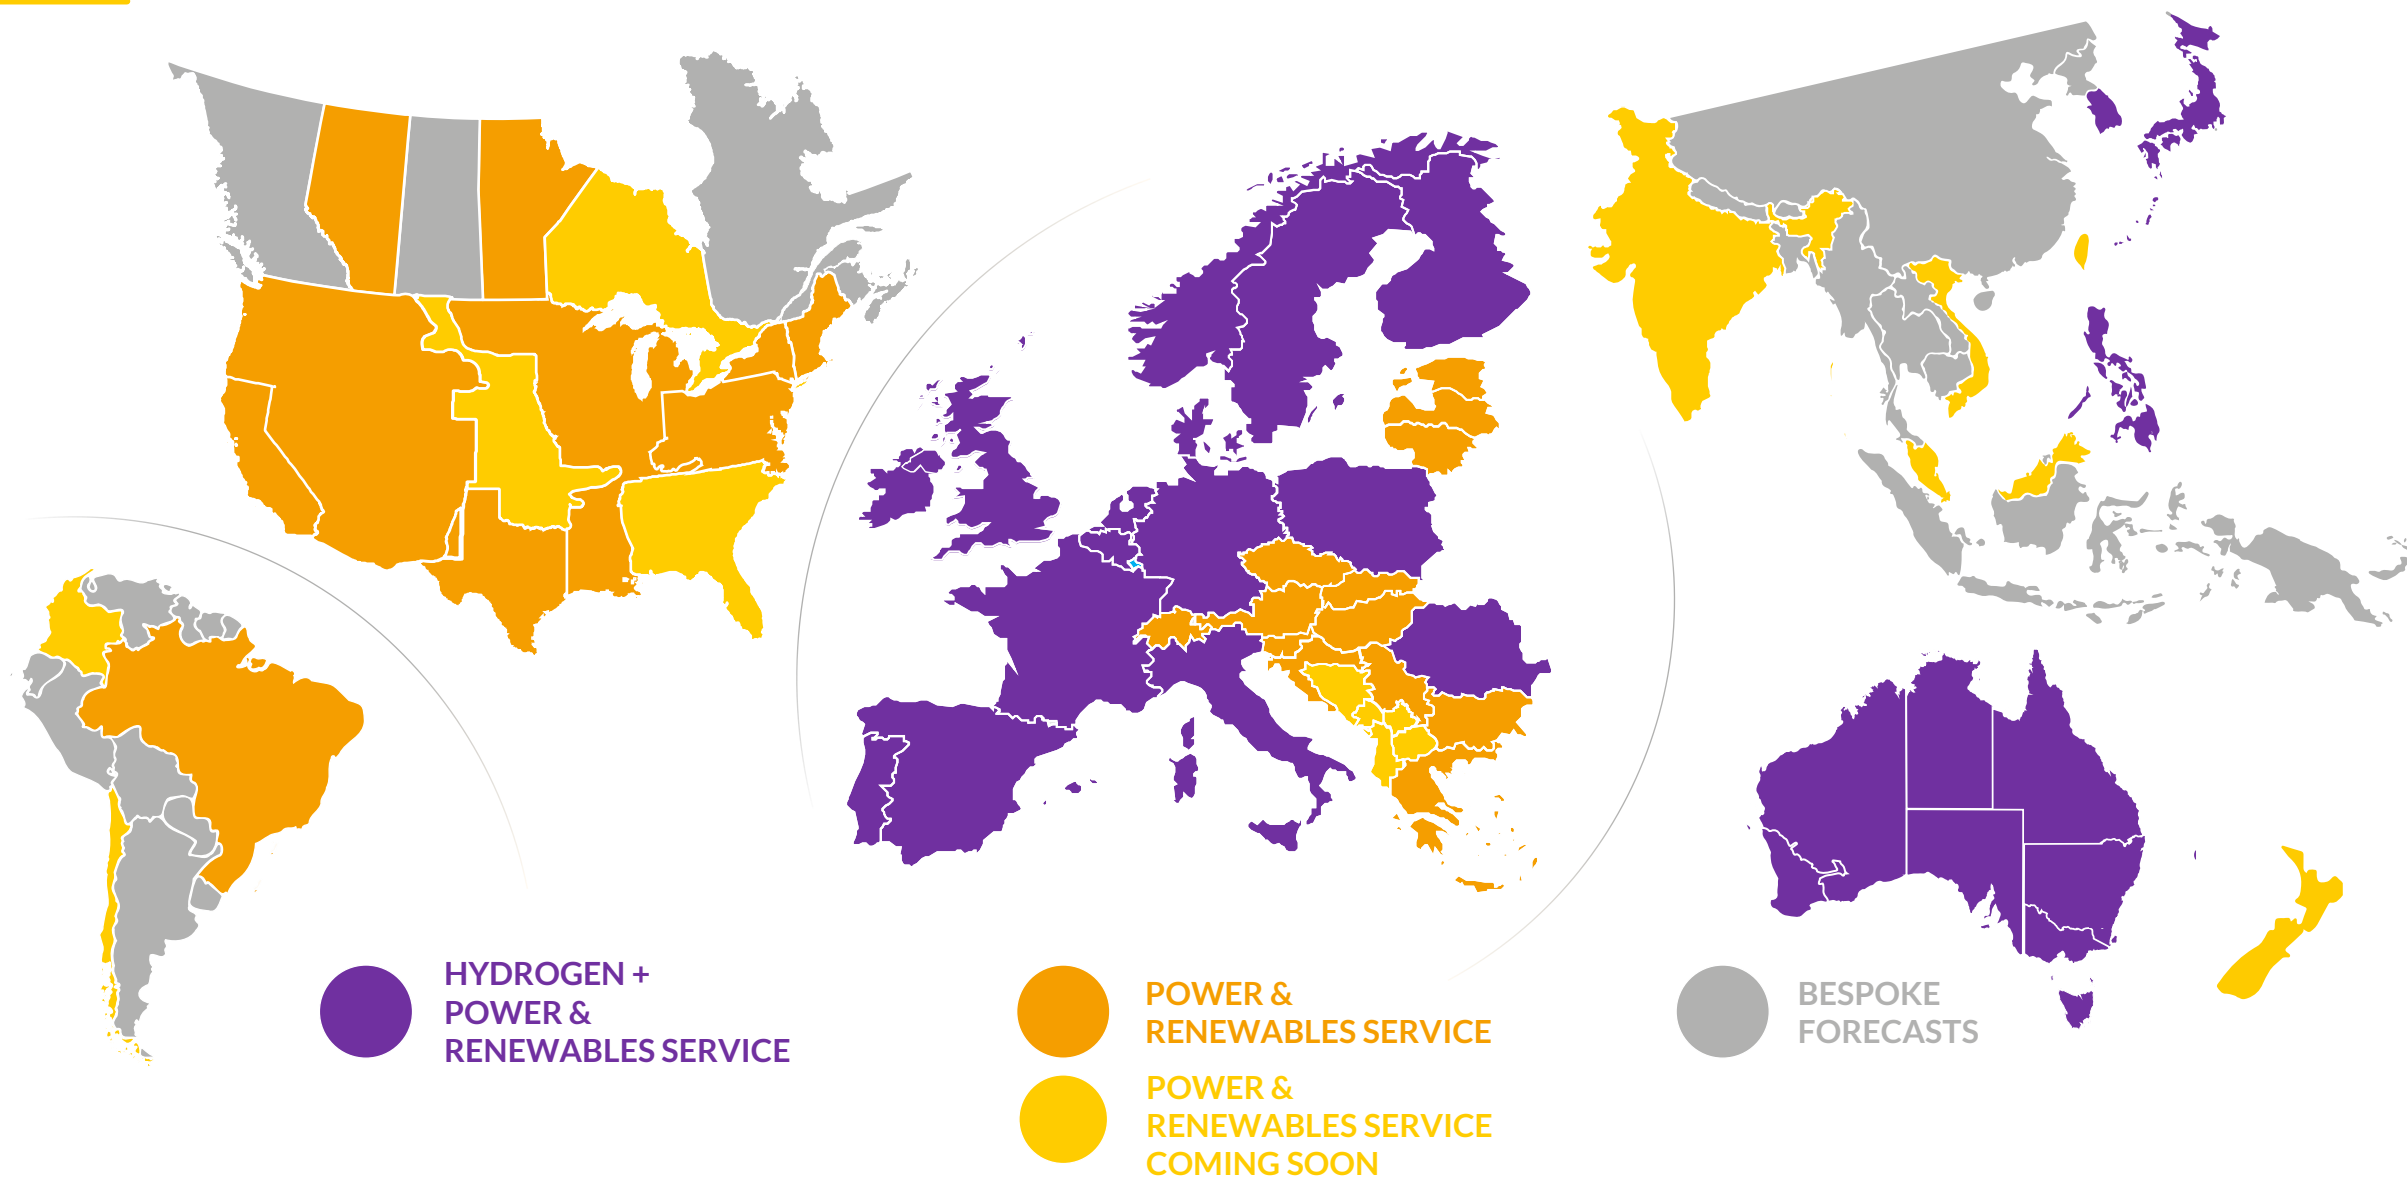 HYDROGEN +
POWER &
RENEWABLES SERVICE
POWER &
RENEWABLES SERVICE
POWER &
RENEWABLES SERVICE
COMING SOON
BESPOKE
FORECASTS